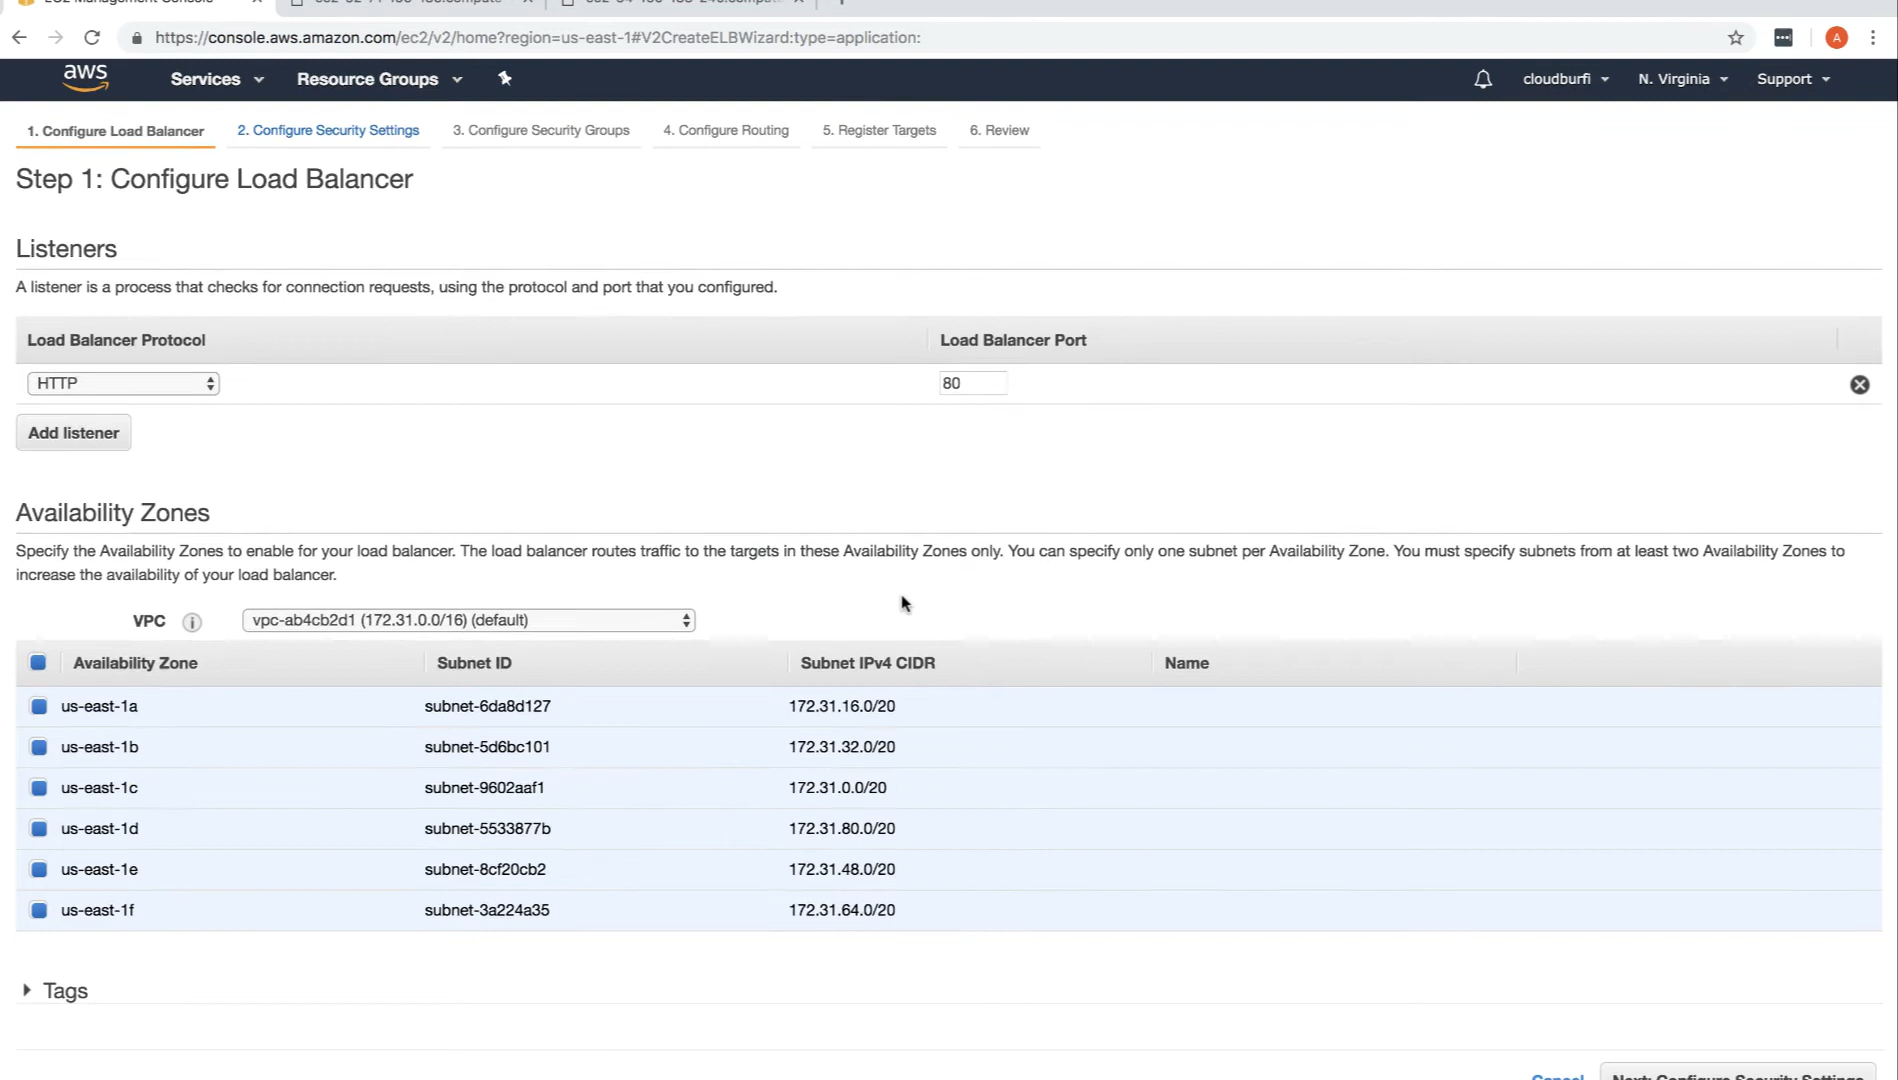 https://console.aws.amazon.com/ec2/v2/home?region=us-east-1#V2CreateELBWizard:type=application:
A
aws Services Resource Groups cloudburfi N. Virginia Support
1. Configure Load Balancer 2. Configure Security Settings 3. Configure Security Groups 4. Configure Routing 5. Register Targets 6. Review
Step 1: Configure Load Balancer
Listeners
A listener is a process that checks for connection requests, using the protocol and port that you configured.
Load Balancer Protocol Load Balancer Port
HTTP 80
Add listener
Availability Zones
Specify the Availability Zones to enable for your load balancer. The load balancer routes traffic to the targets in these Availability Zones only. You can specify only one subnet per Availability Zone. You must specify subnets from at least two Availability Zones to
increase the availability of your load balancer.
VPC i vpc-ab4cb2d1 (172.31.0.0/16) (default)
Availability Zone Subnet ID Subnet IPv4 CIDR Name
us-east-1a subnet-6da8d127 172.31.16.0/20
us-east-1b subnet-5d6bc101 172.31.32.0/20
us-east-1c subnet-9602aaf1 172.31.0.0/20
us-east-1d subnet-5533877b 172.31.80.0/20
us-east-1e subnet-8cf20cb2 172.31.48.0/20
us-east-1f subnet-3a224a35 172.31.64.0/20
Tags
Cancel Next: Configure Security Settings